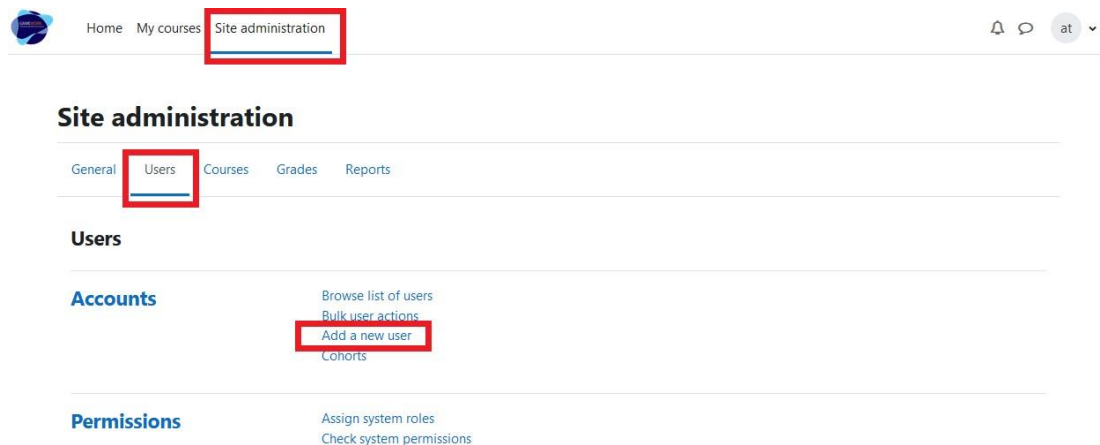 Home My courses Site administration at
Site administration
General Users Courses Grades Reports
Users
Accounts
Browse list of users
Bulk user actions
Add a new user
Cohorts
Permissions
Assign system roles
Check system permissions